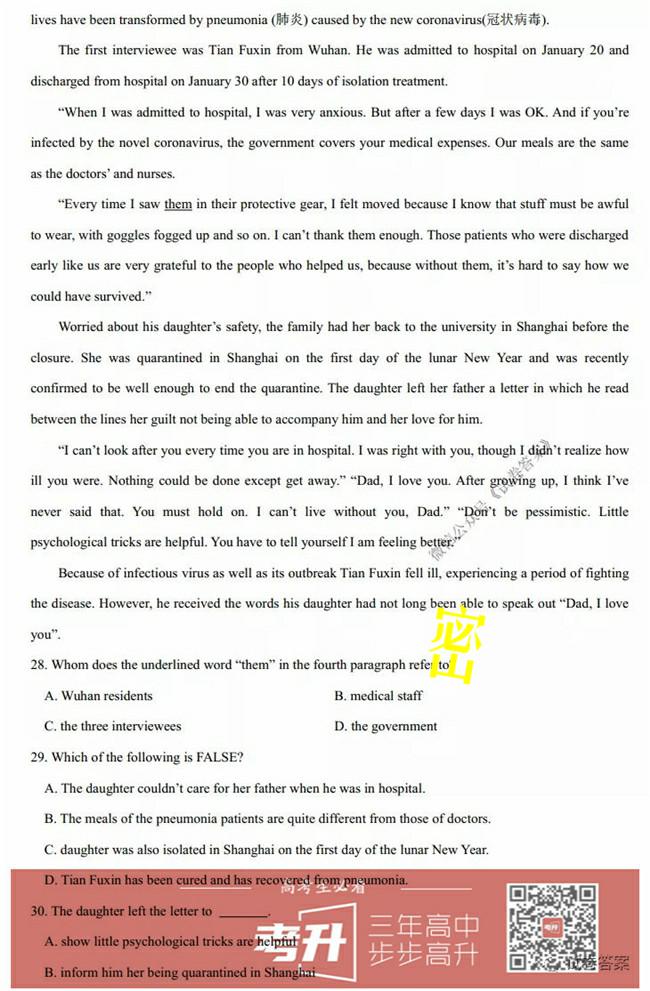 lives have been transformed by pneumonia (肺炎) caused by the new coronavirus(冠状病毒).
The first interviewee was Tian Fuxin from Wuhan. He was admitted to hospital on January 20 and
discharged from hospital on January 30 after 10 days of isolation treatment.
“When I was admitted to hospital, I was very anxious. But after a few days I was OK. And if you’re
infected by the novel coronavirus, the government covers your medical expenses. Our meals are the same
as the doctors’ and nurses.
“Every time I saw them in their protective gear, I felt moved because I know that stuff must be awful
to wear, with goggles fogged up and so on. I can’t thank them enough. Those patients who were discharged
early like us are very grateful to the people who helped us, because without them, it’s hard to say how we
could have survived.”
Worried about his daughter’s safety, the family had her back to the university in Shanghai before the
closure. She was quarantined in Shanghai on the first day of the lunar New Year and was recently
confirmed to be well enough to end the quarantine. The daughter left her father a letter in which he read
between the lines her guilt not being able to accompany him and her love for him.
“I can’t look after you every time you are in hospital. I was right with you, though I didn’t realize how
ill you were. Nothing could be done except get away.” “Dad, I love you. After growing up, I think I’ve
never said that. You must hold on. I can’t live without you, Dad.” “Don’t be pessimistic. Little
psychological tricks are helpful. You have to tell yourself I am feeling better.”
微信公众号《试卷答案》
Because of infectious virus as well as its outbreak Tian Fuxin fell ill, experiencing a period of fighting
the disease. However, he received the words his daughter had not long been able to speak out “Dad, I love
you”.
密
28. Whom does the underlined word “them” in the fourth paragraph refer to
A. Wuhan residents B. medical staff
C. the three interviewees D. the government
29. Which of the following is FALSE?
A. The daughter couldn’t care for her father when he was in hospital.
B. The meals of the pneumonia patients are quite different from those of doctors.
C. daughter was also isolated in Shanghai on the first day of the lunar New Year.
D. Tian Fuxin has been cured and has recovered from pneumonia.
高考生必看
30. The daughter left the letter to ________.
考升 三年高中
步步高升
A. show little psychological tricks are helpful
B. inform him her being quarantined in Shanghai
试卷答案